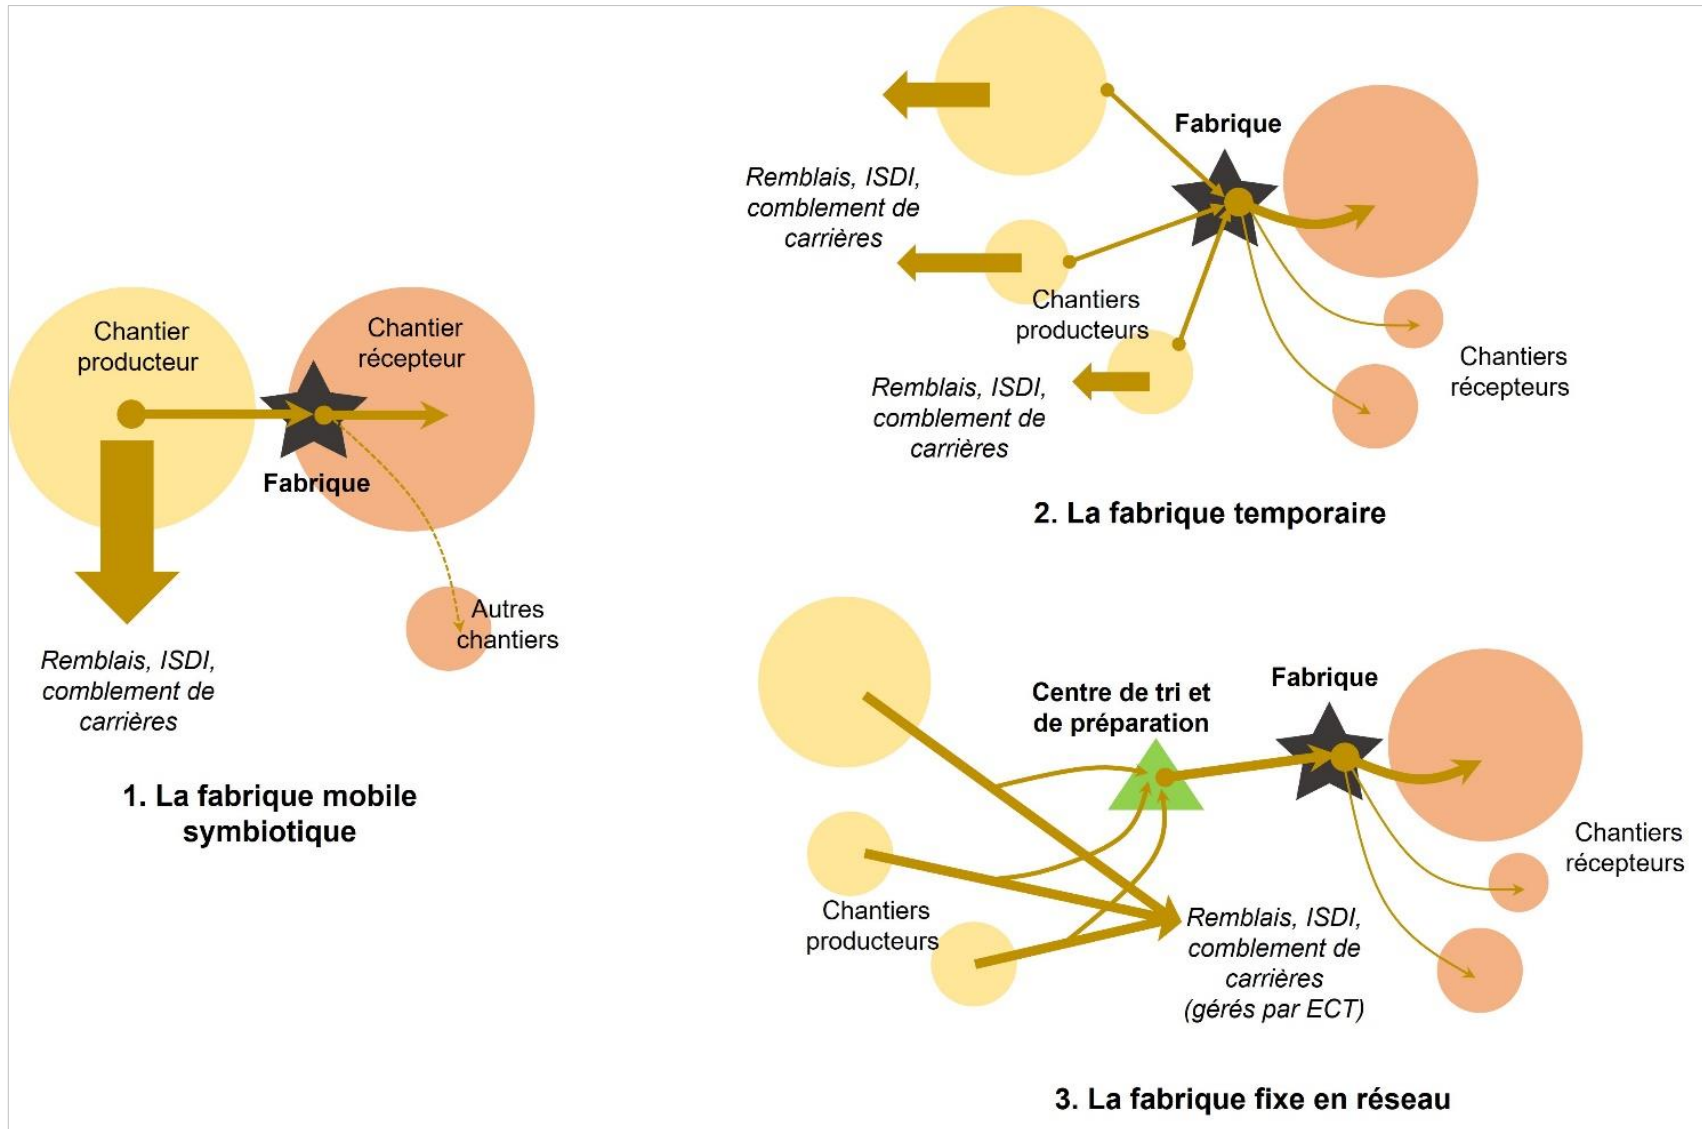 Chantier
producteur
Chantier
récepteur
Fabrique
Autres
chantiers
Remblais, ISDI,
comblement de
carrières
1. La fabrique mobile
symbiotique
Fabrique
Remblais, ISDI,
comblement de
carrières
Chantiers
producteurs
Remblais, ISDI,
comblement de
carrières
Chantiers
récepteurs
2. La fabrique temporaire
Centre de tri et
de préparation
Fabrique
Chantiers
récepteurs
Chantiers
producteurs
Remblais, ISDI,
comblement de
carrières
(gérés par ECT)
3. La fabrique fixe en réseau